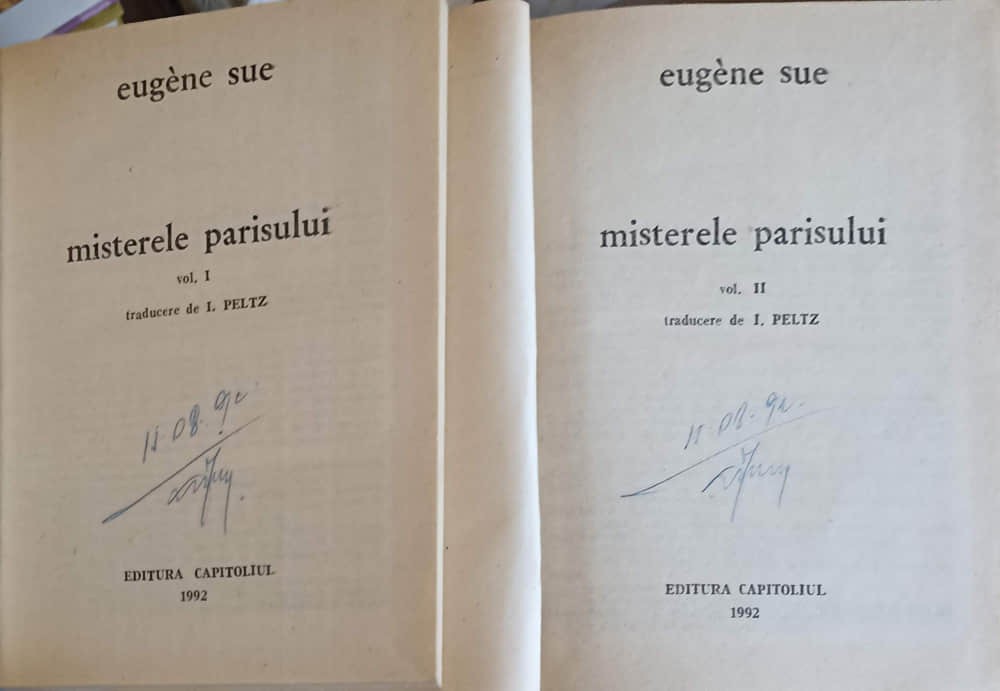 eugène sue
misterele parisului
vol. I
traducere de I. PELTZ
11.08.92.
EDITURA CAPITOLIUL
1992
eugène sue
misterele parisului
vol. II
traducere de I. PELTZ
11.08.92.
EDITURA CAPITOLIUL
1992